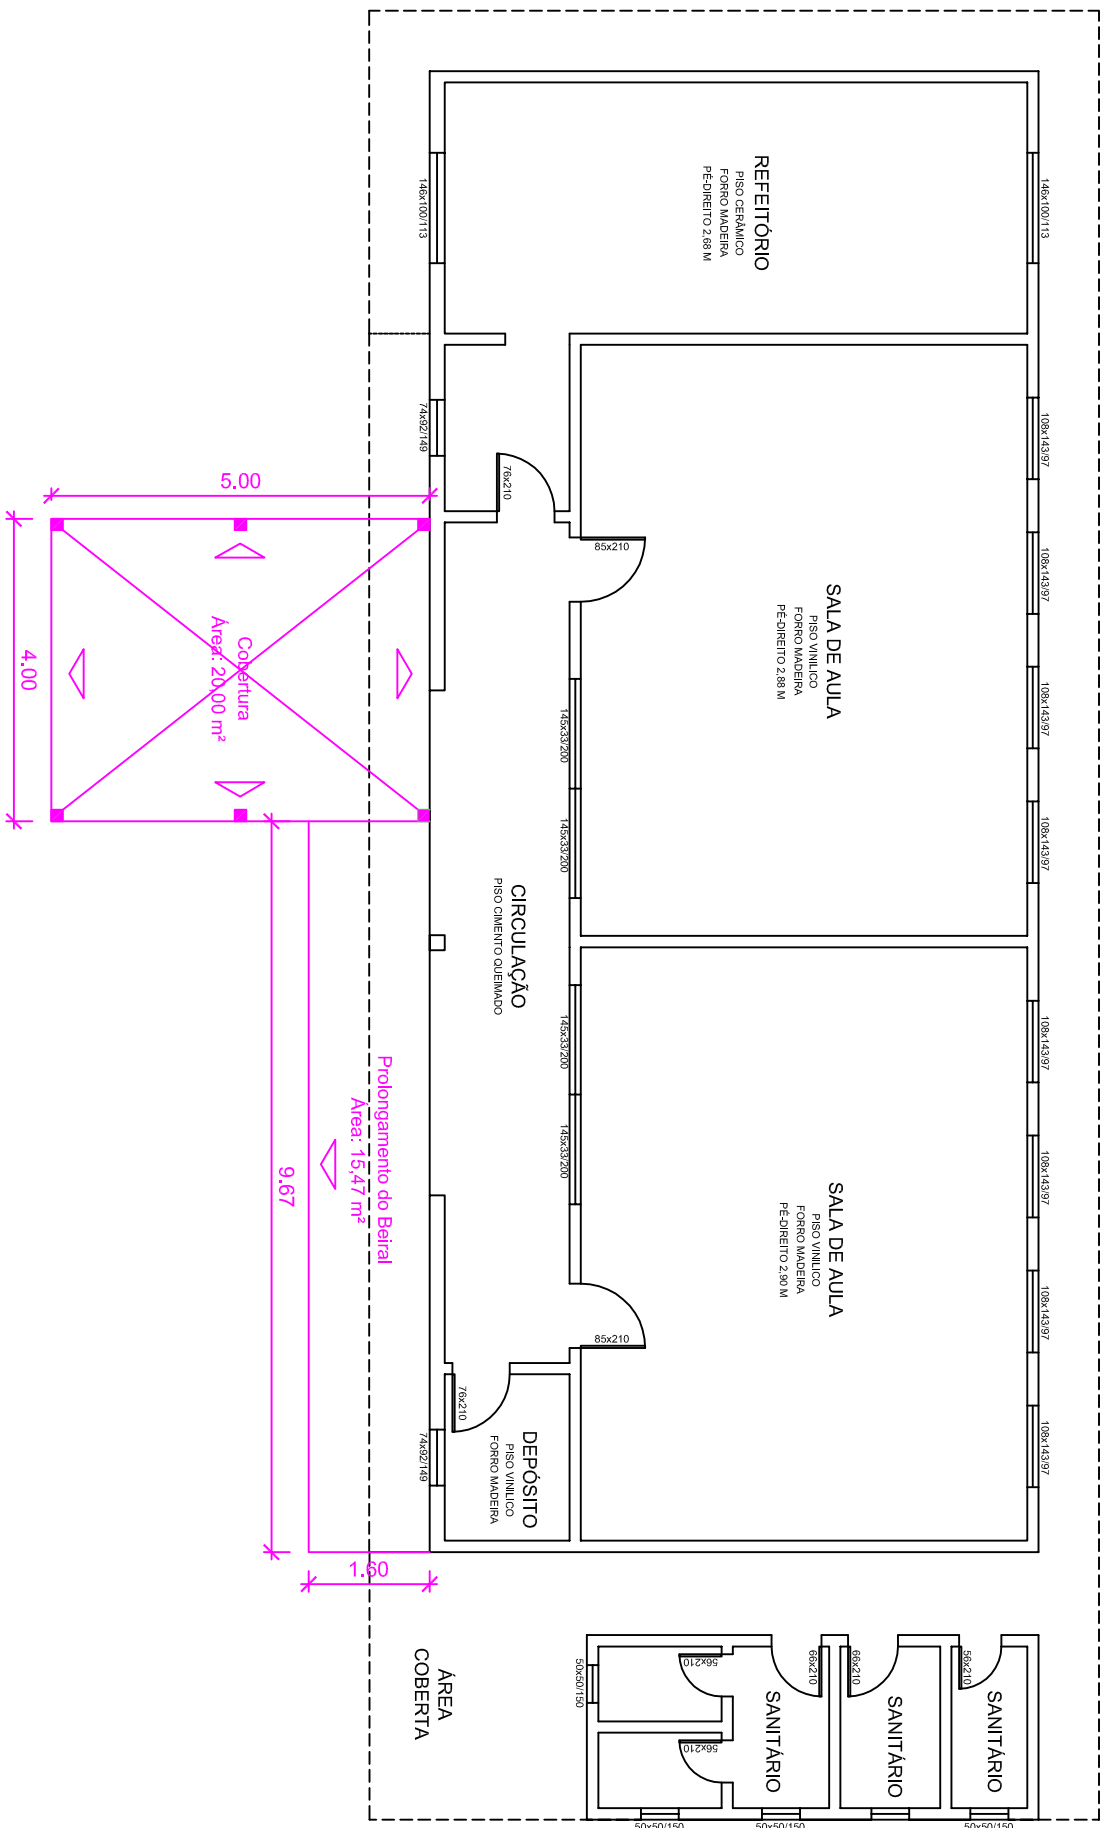 146x100/113
108x143/97
108x143/97
108x143/97
108x143/97
108x143/97
108x143/97
108x143/97
108x143/97
REFEITÓRIO
PISO CERÂMICO
FORRO MADEIRA
PÉ-DIREITO 2,68 M
SALA DE AULA
PISO VINILICO
FORRO MADEIRA
PÉ-DIREITO 2,88 M
SALA DE AULA
PISO VINILICO
FORRO MADEIRA
PÉ-DIREITO 2,90 M
SANITÁRIO
SANITÁRIO
SANITÁRIO
56x210
66x210
66x210
56x210
56x210
50x50/150
50x50/150
50x50/150
50x50/150
85x210
85x210
145x33/200
145x33/200
145x33/200
145x33/200
76x210
76x210
CIRCULAÇÃO
PISO CIMENTO QUEIMADO
DEPÓSITO
PISO VINILICO
FORRO MADEIRA
146x100/113
74x92/149
74x92/149
ÁREA
COBERTA
Prolongamento do Beiral
Área: 15,47 m²
9.67
1.60
Cobertura
Área: 20,00 m²
5.00
4.00